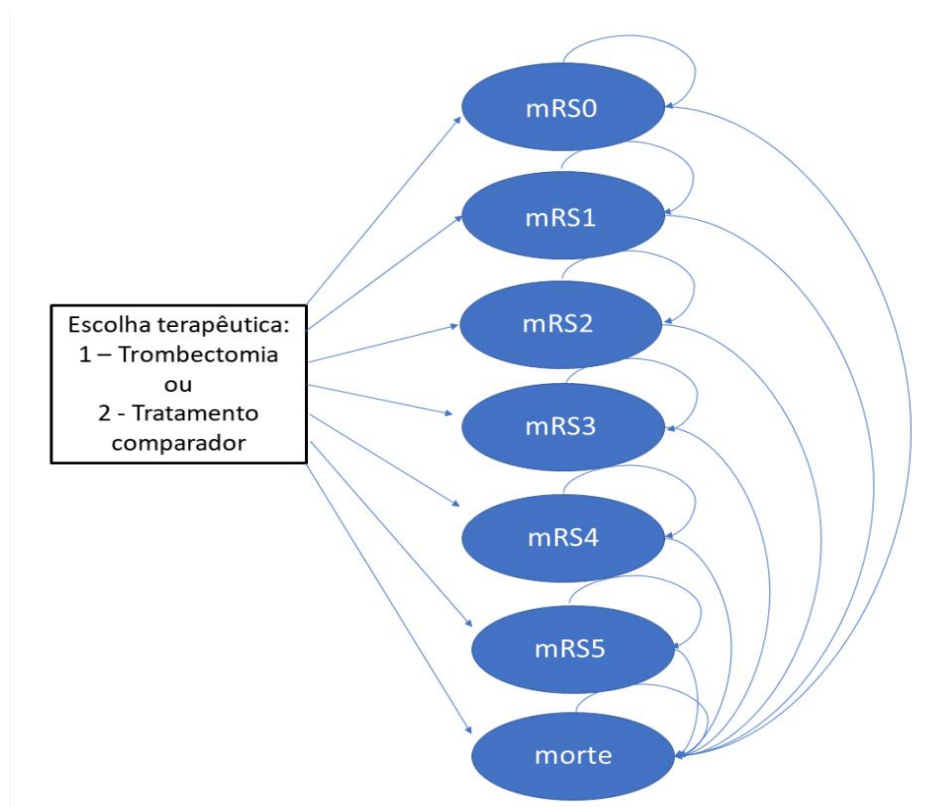 mRS0
mRS1
mRS2
mRS3
mRS4
mRS5
morte
Escolha terapêutica:
1 – Trombectomia
ou
2 - Tratamento
comparador